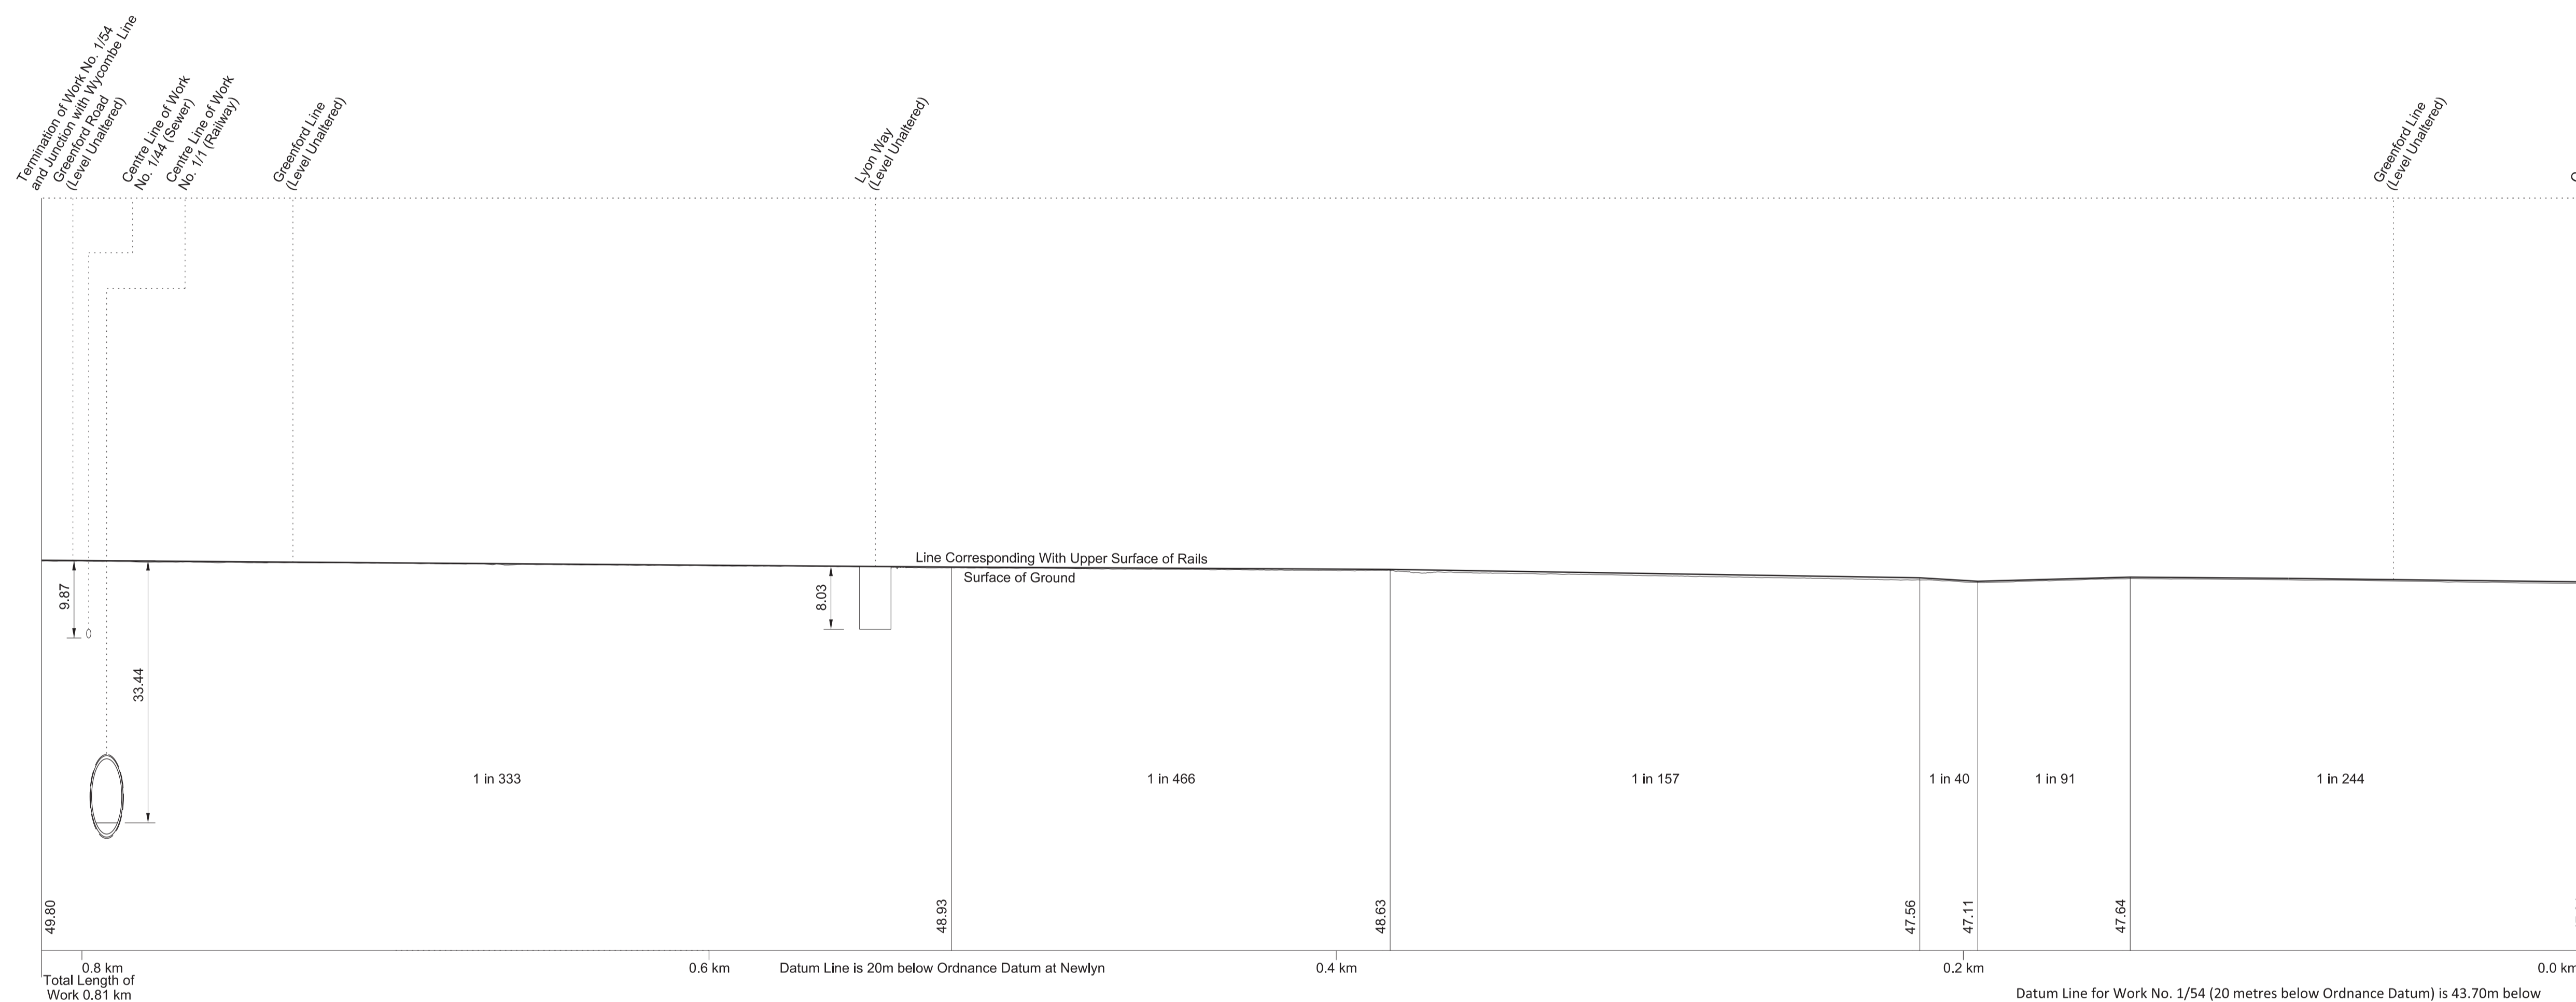 Termination of Work No. 1/54
and Junction with Wycombe Line
Greenford Road
(Level Unaltered)
Centre Line of Work
No. 1/44 (Sewer)
Centre Line of Work
No. 1/1 (Railway)
Greenford Line
(Level Unaltered)
Lyon Way
(Level Unaltered)
Greenford Line
(Level Unaltered)
Line Corresponding With Upper Surface of Rails
Surface of Ground
9.87
8.03
33.44
1 in 333
1 in 466
1 in 157
1 in 40
1 in 91
1 in 244
49.80
48.93
48.63
47.56
47.11
47.64
0.8 km
0.6 km
Datum Line is 20m below Ordnance Datum at Newlyn
0.4 km
0.2 km
0.0 km
Total Length of
Work 0.81 km
Datum Line for Work No. 1/54 (20 metres below Ordnance Datum) is 43.70m below